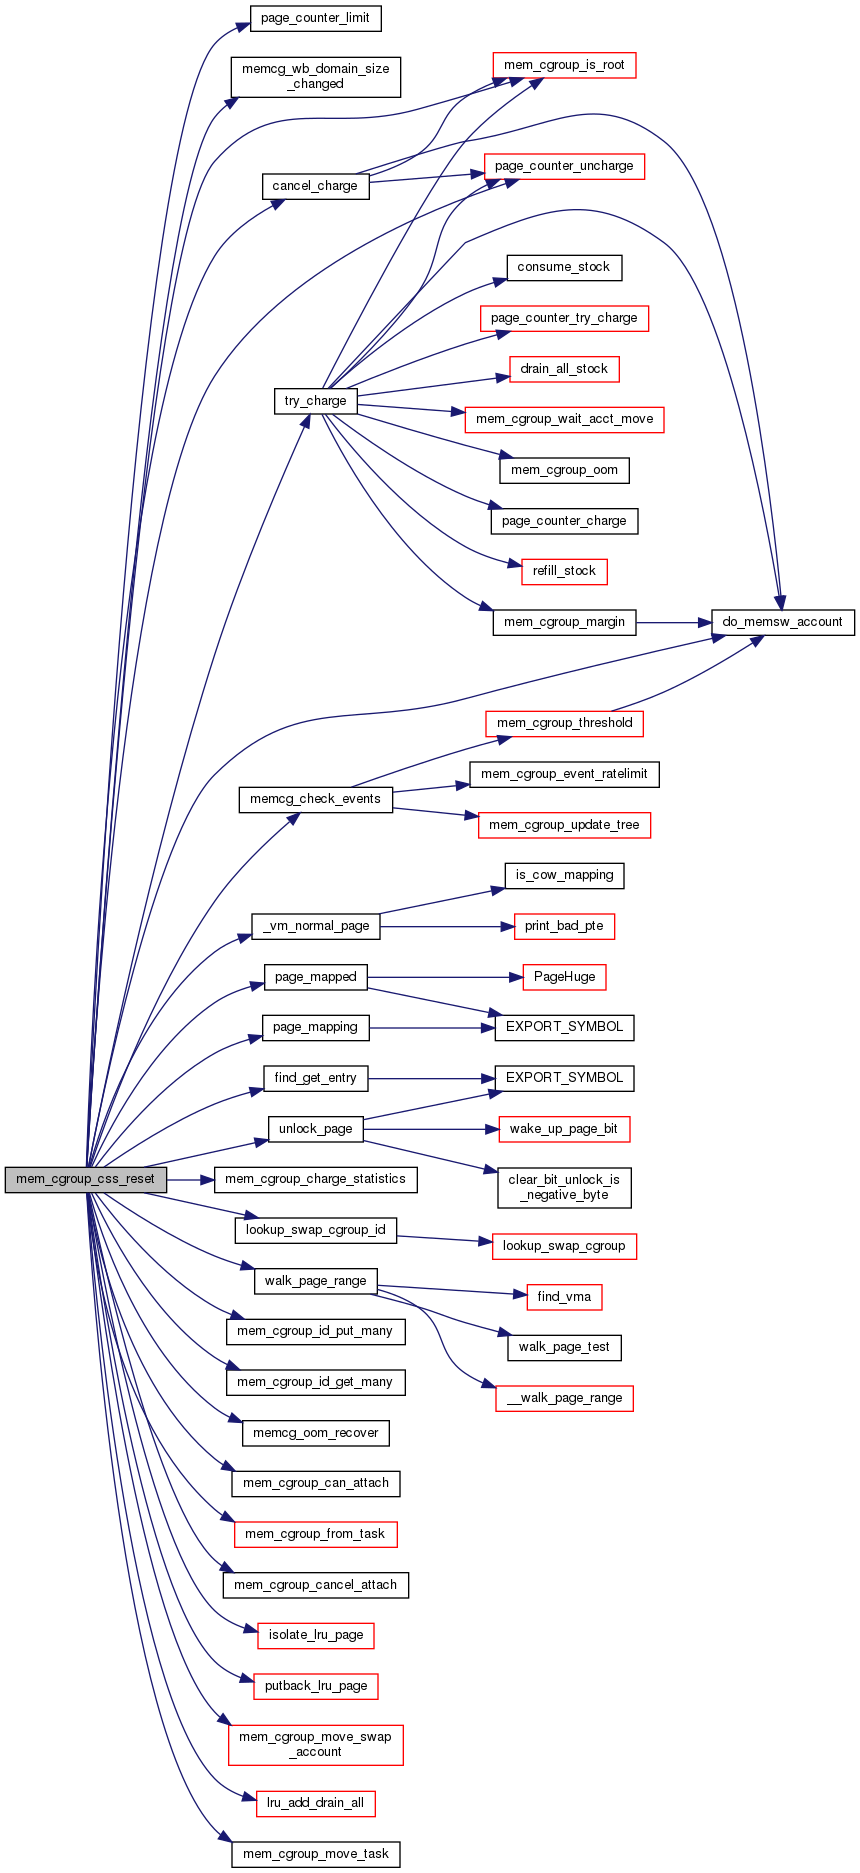 page_counter_limit
memcg_wb_domain_size
_changed
mem_cgroup_is_root
page_counter_uncharge
cancel_charge
consume_stock
page_counter_try_charge
drain_all_stock
try_charge
mem_cgroup_wait_acct_move
mem_cgroup_oom
page_counter_charge
refill_stock
mem_cgroup_margin
do_memsw_account
mem_cgroup_threshold
mem_cgroup_event_ratelimit
memcg_check_events
mem_cgroup_update_tree
is_cow_mapping
_vm_normal_page
print_bad_pte
page_mapped
PageHuge
page_mapping
EXPORT_SYMBOL
find_get_entry
EXPORT_SYMBOL
unlock_page
wake_up_page_bit
mem_cgroup_css_reset
mem_cgroup_charge_statistics
clear_bit_unlock_is
_negative_byte
lookup_swap_cgroup_id
lookup_swap_cgroup
walk_page_range
find_vma
mem_cgroup_id_put_many
walk_page_test
mem_cgroup_id_get_many
__walk_page_range
memcg_oom_recover
mem_cgroup_can_attach
mem_cgroup_from_task
mem_cgroup_cancel_attach
isolate_lru_page
putback_lru_page
mem_cgroup_move_swap
_account
lru_add_drain_all
mem_cgroup_move_task